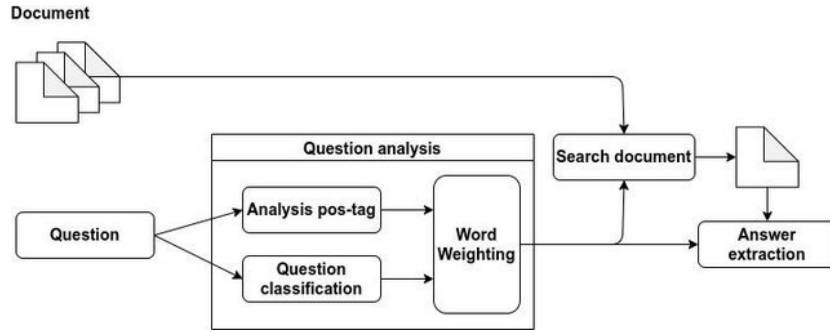 Document
Question analysis
Search document
Analysis pos-tag
Question
Word
Weighting
Answer
extraction
Question
classification